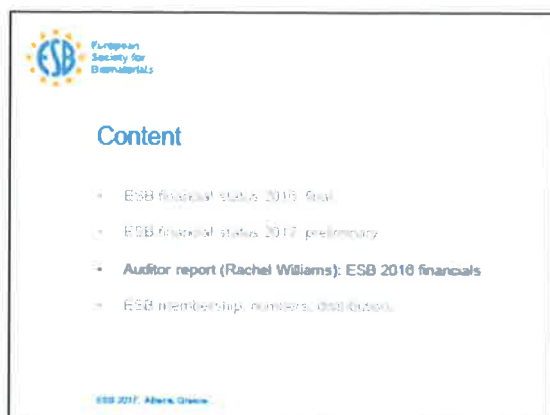 ESB
European
Society for
Biomaterials
Content
- ESB financial status 2016: final
- ESB financial status 2017: preliminary
- Auditor report (Rachel Williams): ESB 2016 financials
- ESB membership: numbers, distribution,
ESB 2017, Athens, Greece